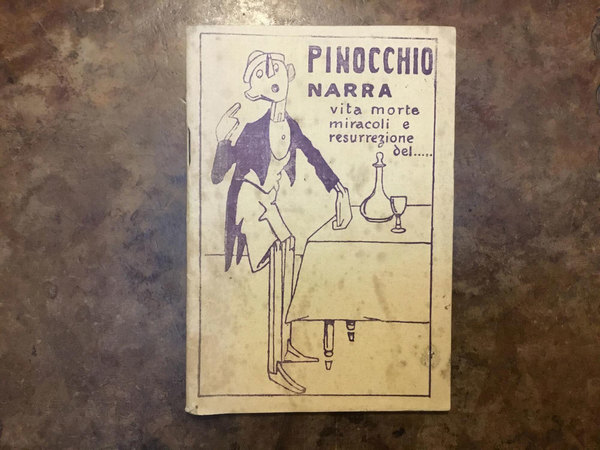 PINOCCHIO
NARRA
vita morte
miracoli e
resurrezione
del.....